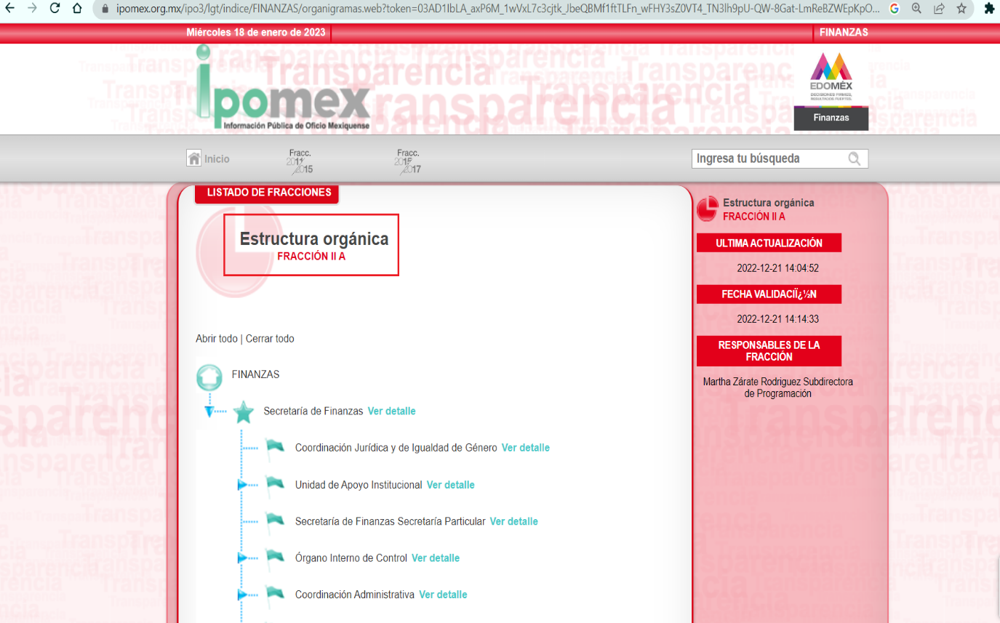 ipomex.org.mx/ipo3/lgt/indice/FINANZAS/organigramas.web?token=03AD1IbLA_axP6M_1wVxL7c3cjtk_JbeQBMf1ftTLFn_wFHY3sZ0VT4_TN3lh9pU-QW-8Gat-LmReBZWEpKpO...
Miércoles 18 de enero de 2023
FINANZAS
Transparencia
ipomex
Información Pública de Oficio Mexiquense
EDOMÉX
DECISIONES FIRMES,
RESULTADOS FUERTES.
Finanzas
Inicio
Fracc.
2011/
2015
Fracc.
2015/
2017
Ingresa tu búsqueda
LISTADO DE FRACCIONES
Estructura orgánica
FRACCIÓN II A
Abrir todo | Cerrar todo
FINANZAS
Secretaría de Finanzas Ver detalle
Coordinación Jurídica y de Igualdad de Género Ver detalle
Unidad de Apoyo Institucional Ver detalle
Secretaría de Finanzas Secretaría Particular Ver detalle
Órgano Interno de Control Ver detalle
Coordinación Administrativa Ver detalle
Estructura orgánica
FRACCIÓN II A
ULTIMA ACTUALIZACIÓN
2022-12-21 14:04:52
FECHA VALIDACIÏ¿½N
2022-12-21 14:14:33
RESPONSABLES DE LA
FRACCIÓN
Martha Zárate Rodriguez Subdirectora
de Programación